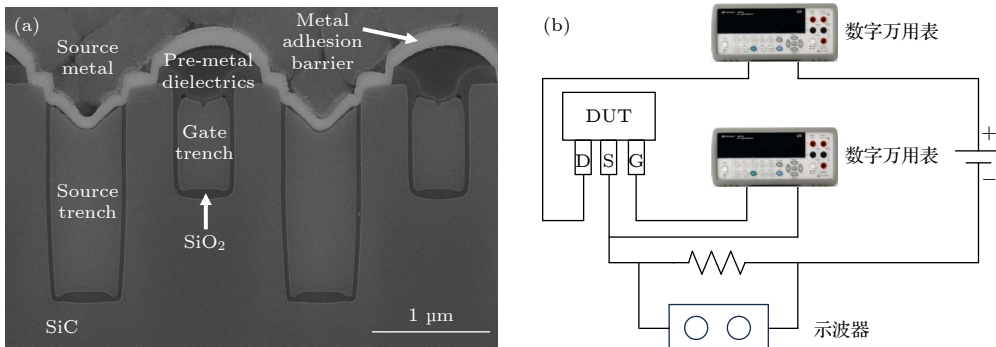 (a)
Source
metal
Pre-metal
dielectrics
Metal
adhesion
barrier
Gate
trench
Source
trench
SiO₂
SiC
1 μm
(b)
数字万用表
DUT
D S G
数字万用表
+
−
示波器